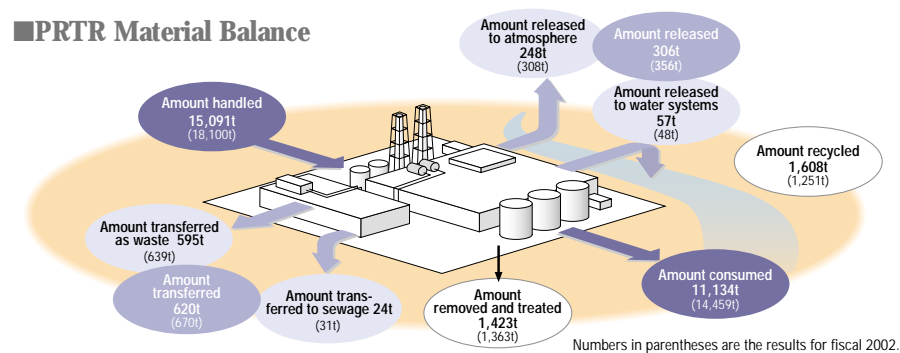 ■PRTR Material Balance
Amount released
to atmosphere
248t
(308t)
Amount released
306t
(356t)
Amount released
to water systems
57t
(48t)
Amount handled
15,091t
(18,100t)
Amount recycled
1,608t
(1,251t)
Amount transferred
as waste 595t
(639t)
Amount
transferred
620t
(670t)
Amount trans-
ferred to sewage 24t
(31t)
Amount
removed and treated
1,423t
(1,363t)
Amount consumed
11,134t
(14,459t)
Numbers in parentheses are the results for fiscal 2002.